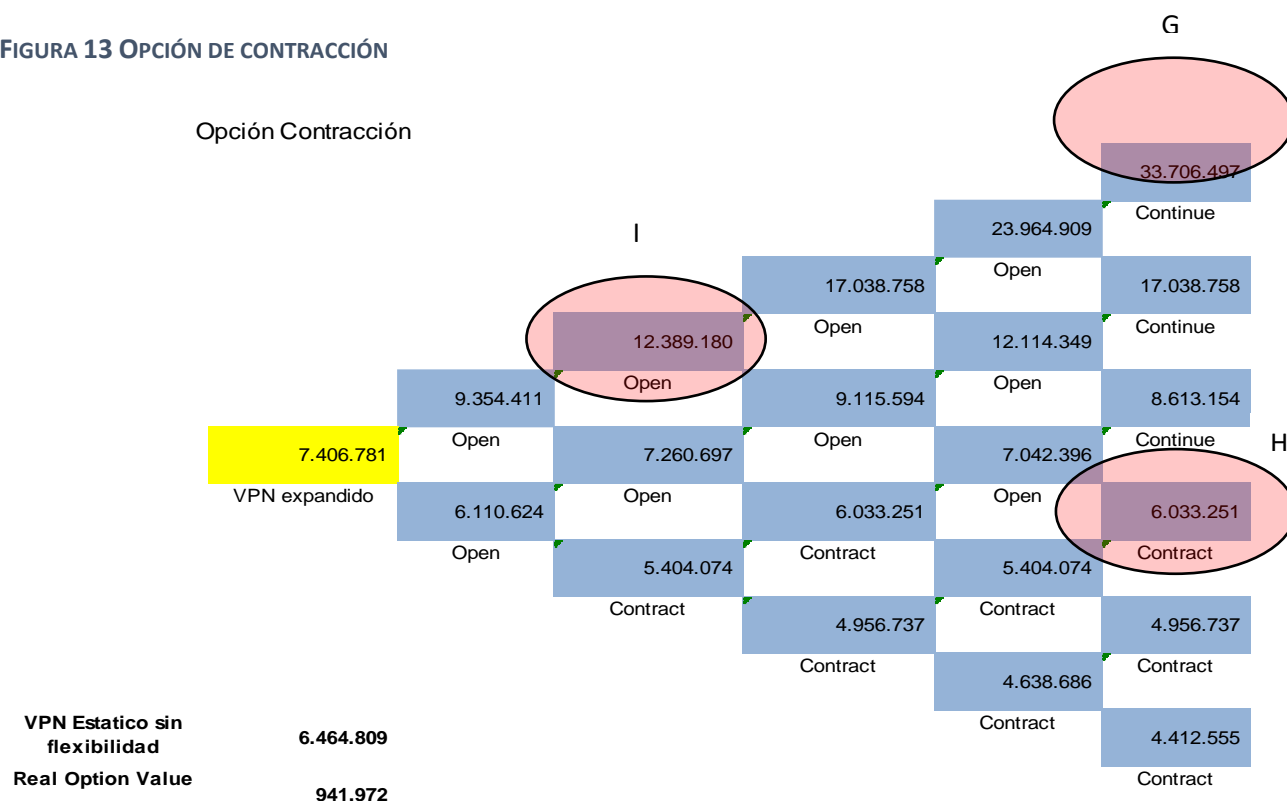 G
FIGURA 13 OPCIÓN DE CONTRACCIÓN
Opción Contracción
33.706.497
Continue
23.964.909
I
Open
17.038.758
17.038.758
Open
Continue
12.389.180
12.114.349
Open
Open
9.354.411
9.115.594
8.613.154
Open
Open
Continue
H
7.406.781
7.260.697
7.042.396
VPN expandido
Open
Open
6.110.624
6.033.251
6.033.251
Open
Contract
Contract
5.404.074
5.404.074
Contract
Contract
4.956.737
4.956.737
Contract
Contract
4.638.686
Contract
VPN Estatico sin
flexibilidad
6.464.809
4.412.555
Contract
Real Option Value
941.972